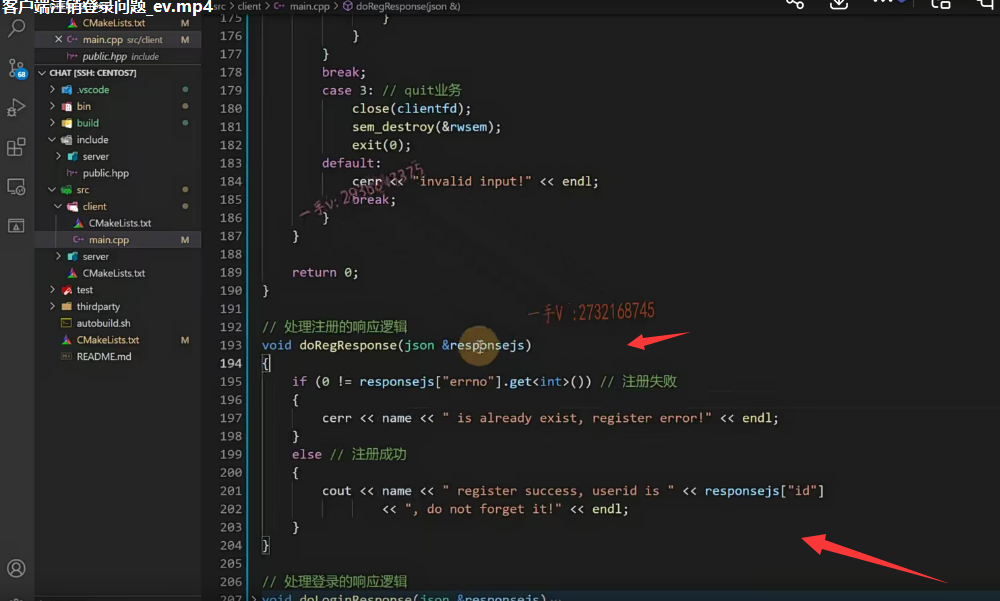 客户端注销登录问题_ev.mp4
src > client > main.cpp > doRegResponse(json &)
CMakeLists.txt M
main.cpp src/client M
public.hpp include
CHAT [SSH: CENTOS7]
.vscode
bin
build
include
server
public.hpp
src
client
CMakeLists.txt
main.cpp M
server
CMakeLists.txt
test
thirdparty
autobuild.sh
CMakeLists.txt M
README.md
68
175 }
176 }
177 }
178 break;
179 case 3: // quit业务
180 close(clientfd);
181 sem_destroy(&rwsem);
182 exit(0);
183 default:
184 cerr << "invalid input!" << endl;
185 break;
186 }
187 }
188
189 return 0;
190 }
191
192 // 处理注册的响应逻辑
193 void doRegResponse(json &responsejs)
194 {
195 if (0 != responsejs["errno"].get<int>()) // 注册失败
196 {
197 cerr << name << " is already exist, register error!" << endl;
198 }
199 else // 注册成功
200 {
201 cout << name << " register success, userid is " << responsejs["id"]
202 << ", do not forget it!" << endl;
203 }
204 }
205
206 // 处理登录的响应逻辑
207 void doLoginResponse(json &responsejs)
一手V :2732168745